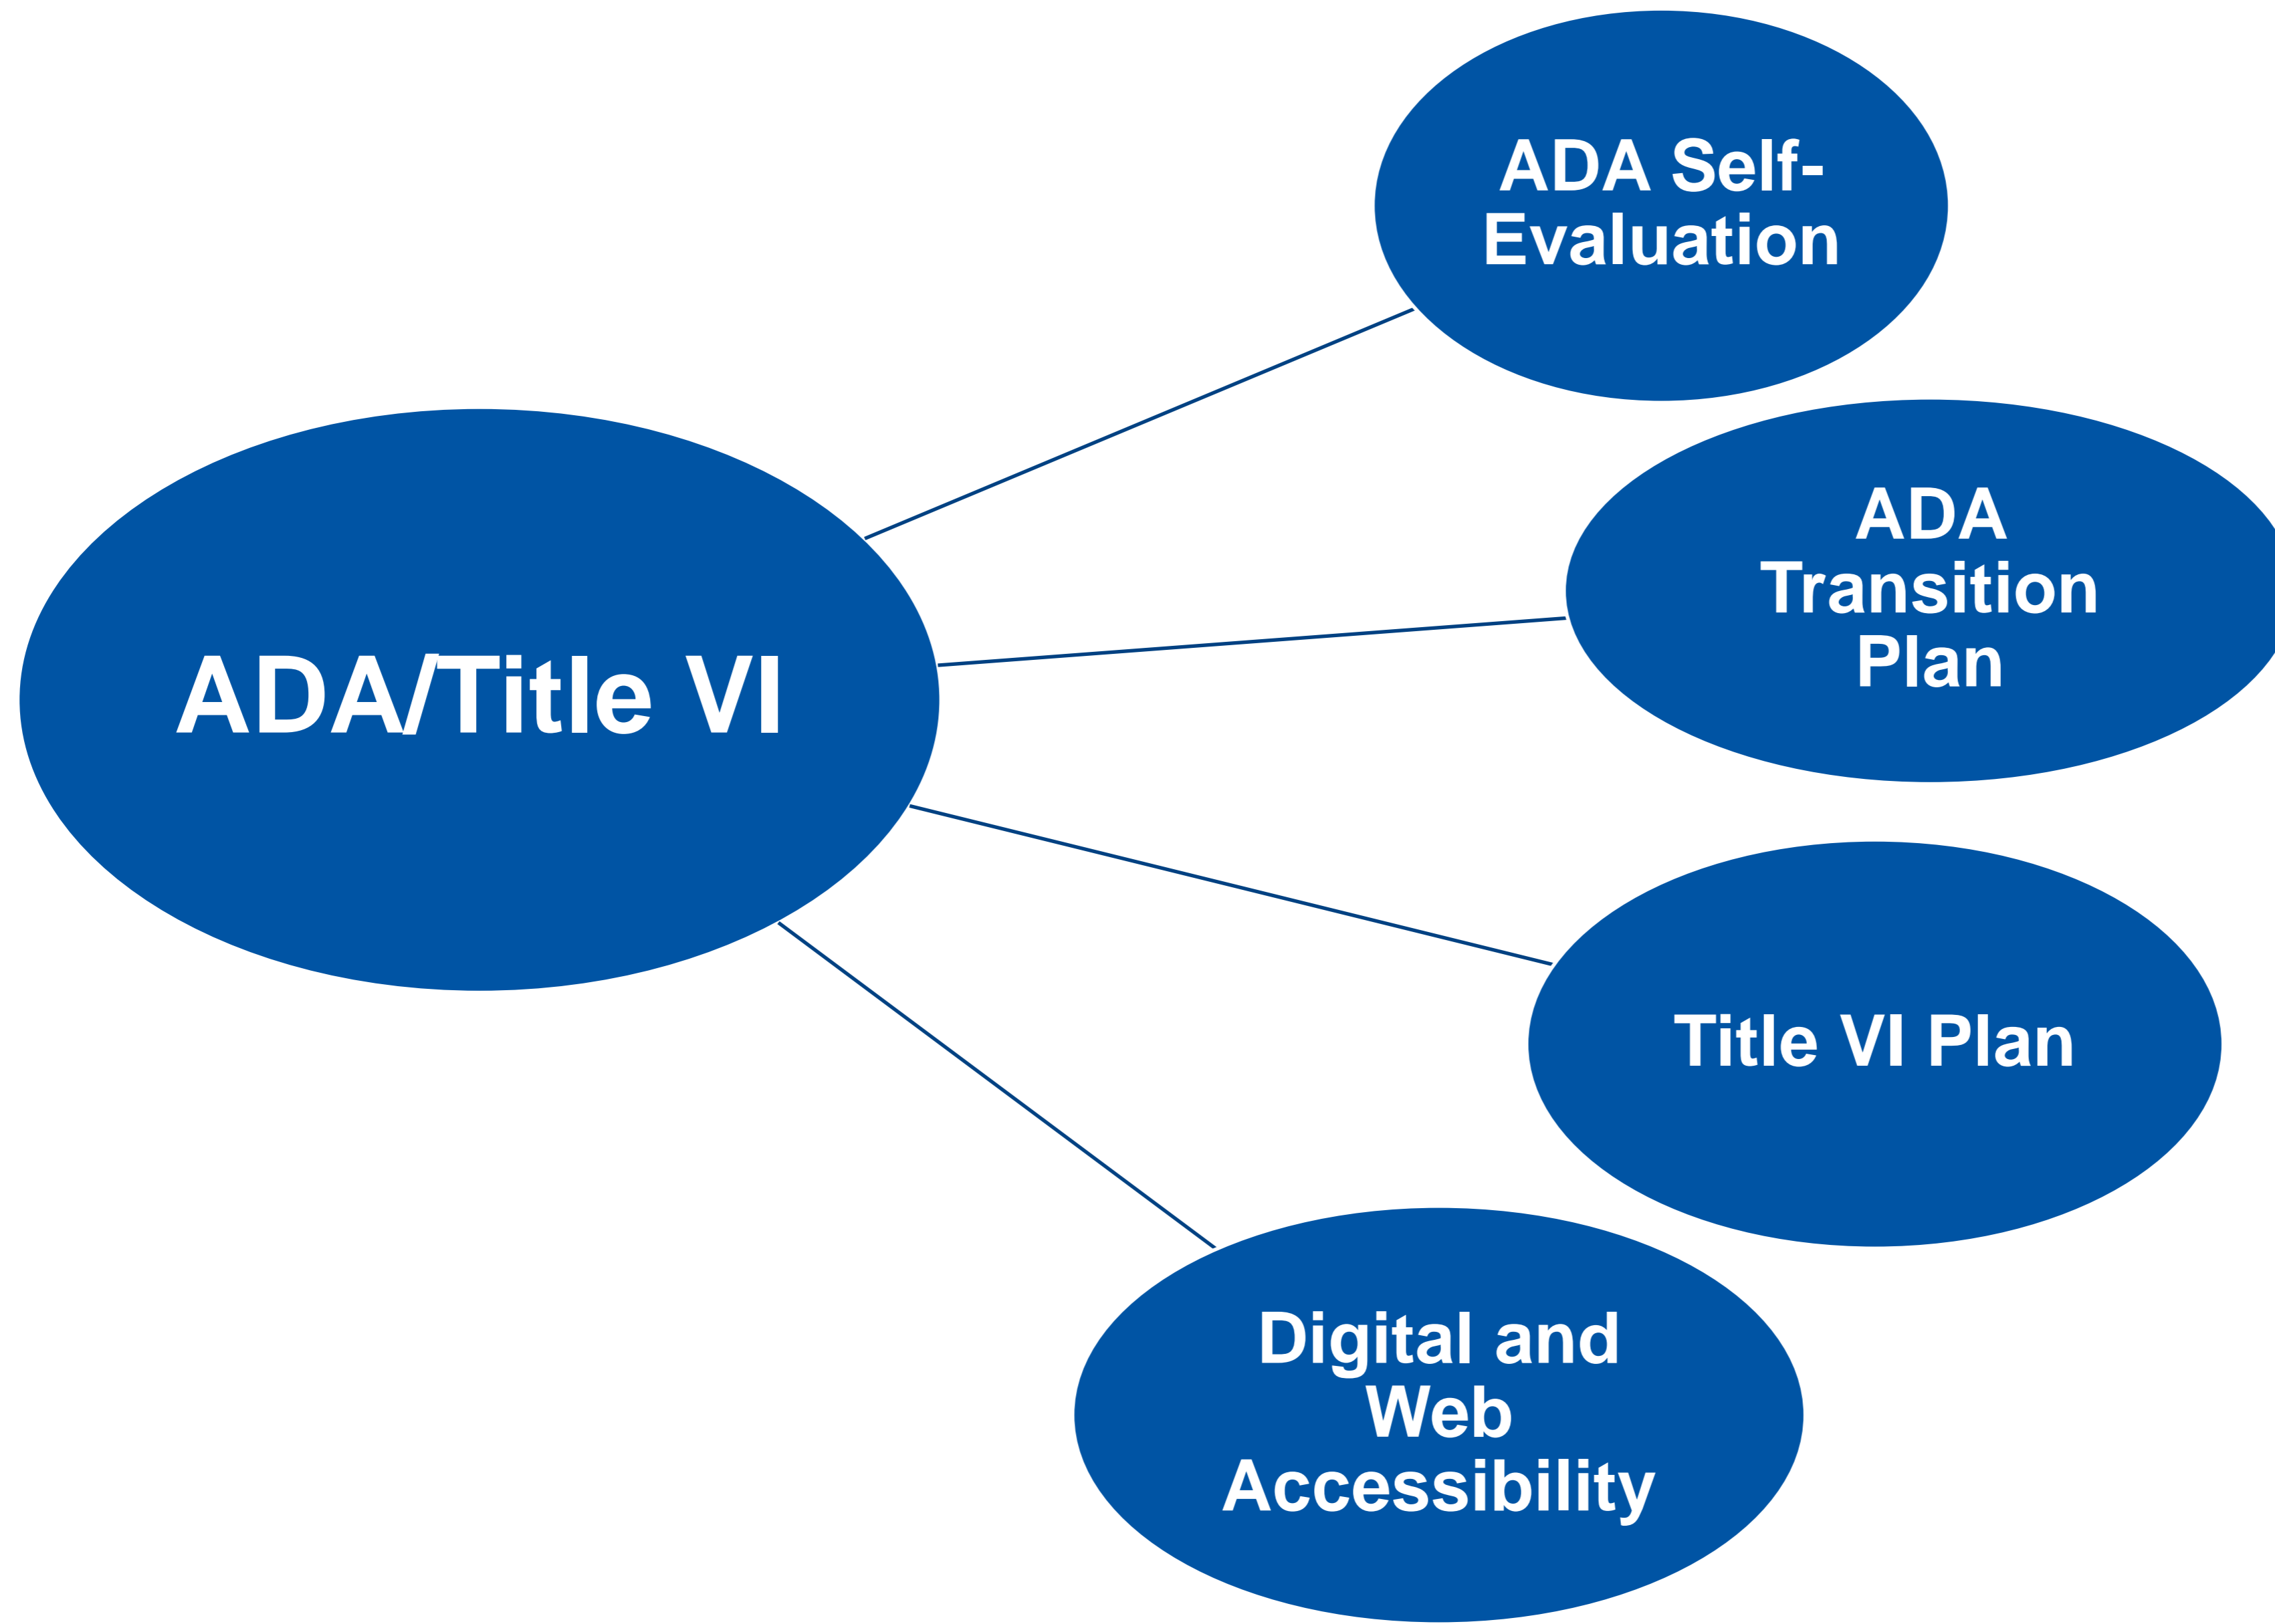 ADA Self-
Evaluation
ADA
Transition
Plan
ADA/Title VI
Title VI Plan
Digital and
Web
Accessibility